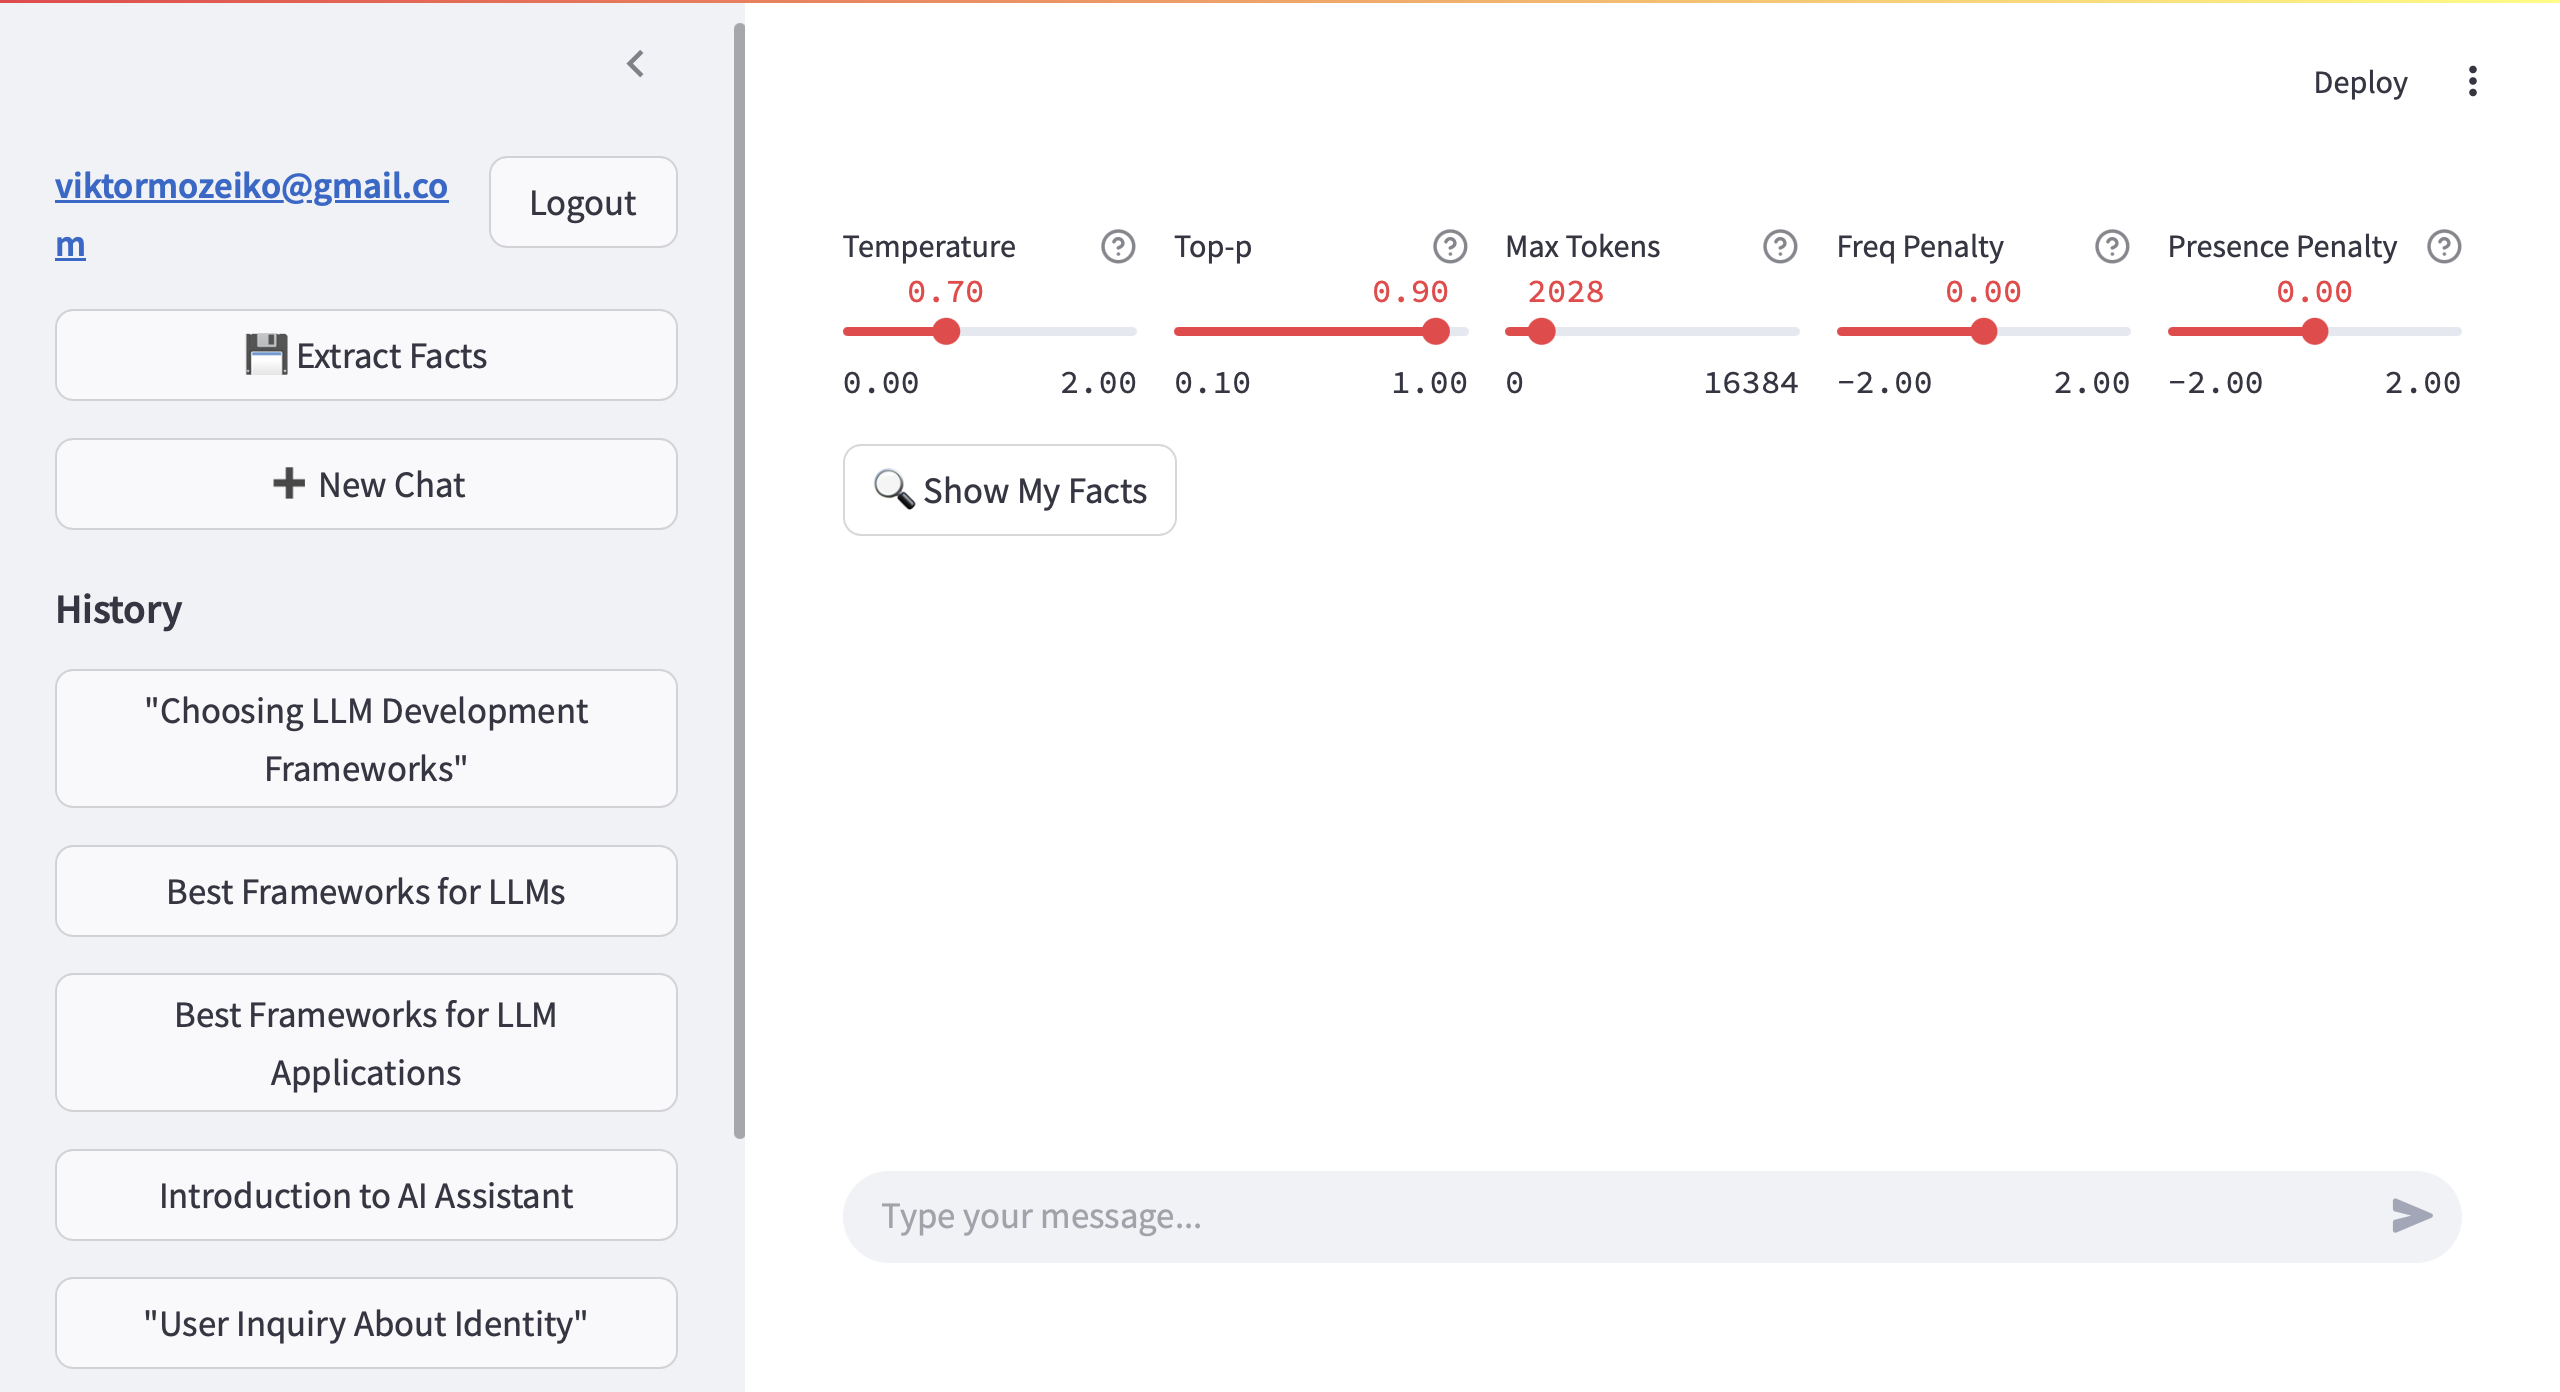 viktormozeiko@gmail.co
m
Logout
Extract Facts
New Chat
History
"Choosing LLM Development
Frameworks"
Best Frameworks for LLMs
Best Frameworks for LLM
Applications
Introduction to AI Assistant
"User Inquiry About Identity"
Deploy
Temperature
0.70
0.00 2.00
Top-p
0.90
0.10 1.00
Max Tokens
2028
0 16384
Freq Penalty
0.00
-2.00 2.00
Presence Penalty
0.00
-2.00 2.00
Show My Facts
Type your message...